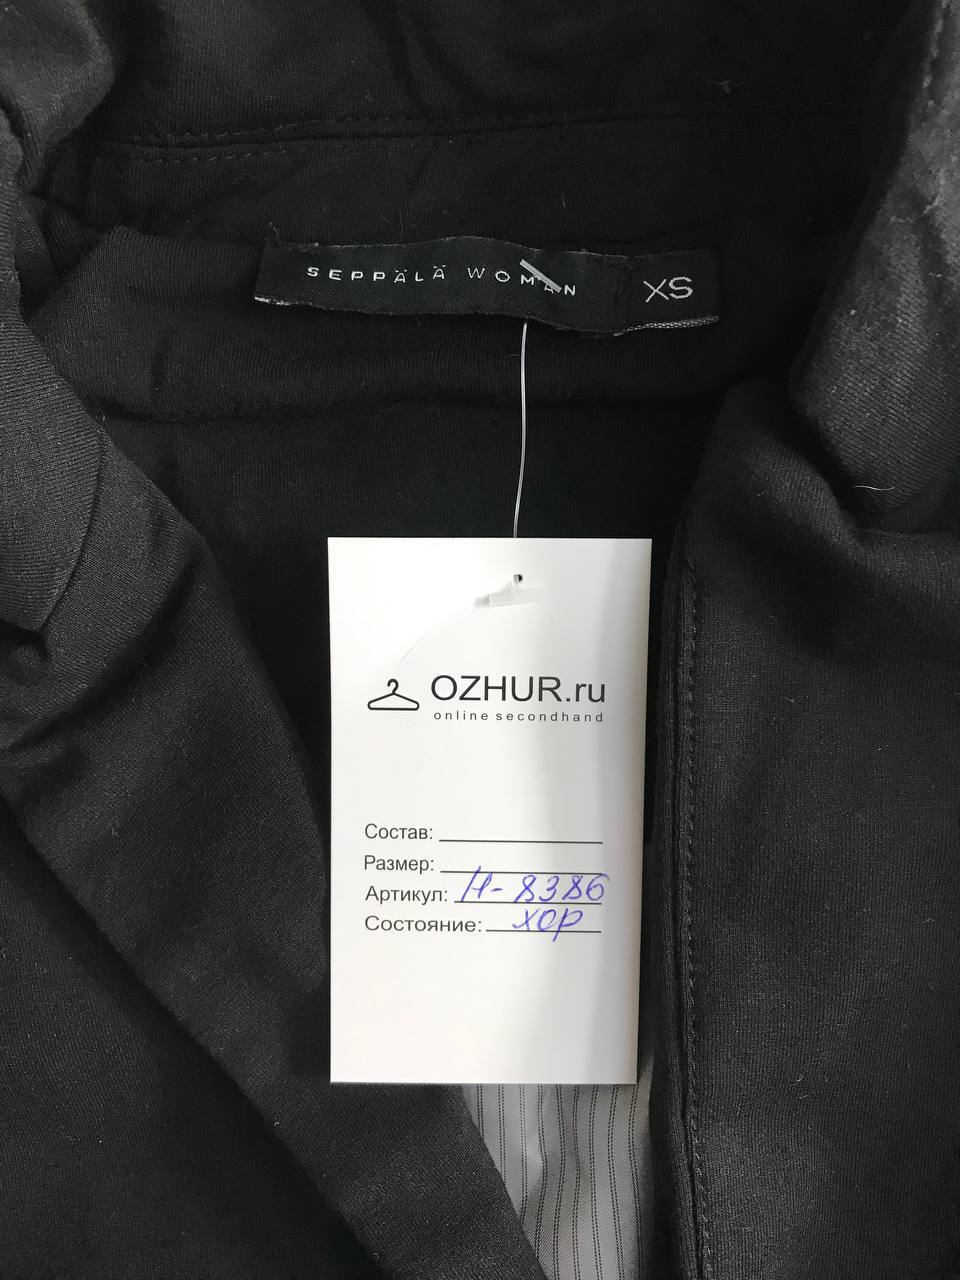 SEPPÄLÄ WOMAN XS
OZHUR.ru
online secondhand
Состав:
Размер:
Артикул: Н-8386
Состояние: хор